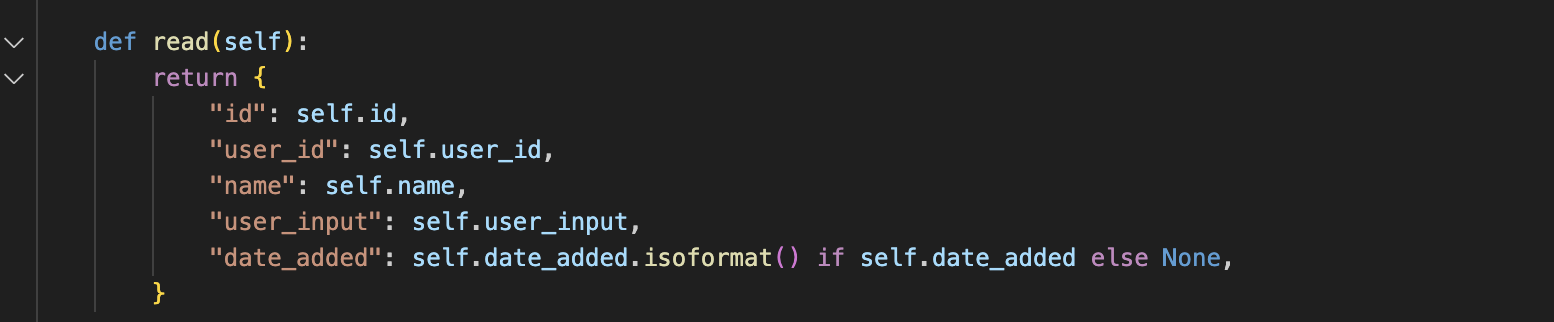 def read(self):
    return {
        "id": self.id,
        "user_id": self.user_id,
        "name": self.name,
        "user_input": self.user_input,
        "date_added": self.date_added.isoformat() if self.date_added else None,
    }